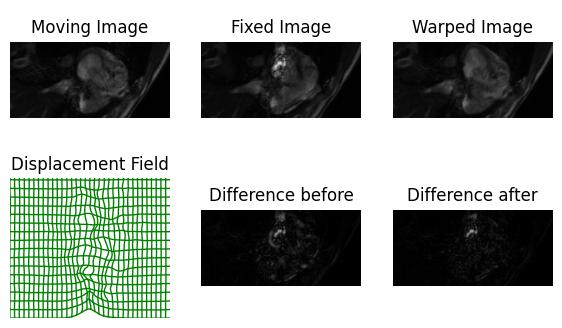 Moving Image
Fixed Image
Warped Image
Displacement Field
Difference before
Difference after